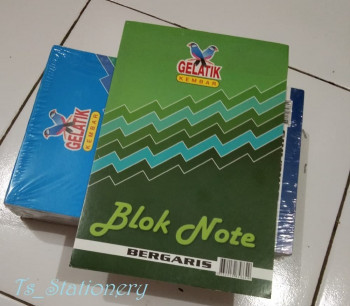 GELATIK
KEMBAR
GELATIK
KEMBAR
Blok Note
BERGARIS
Ts_Stationery